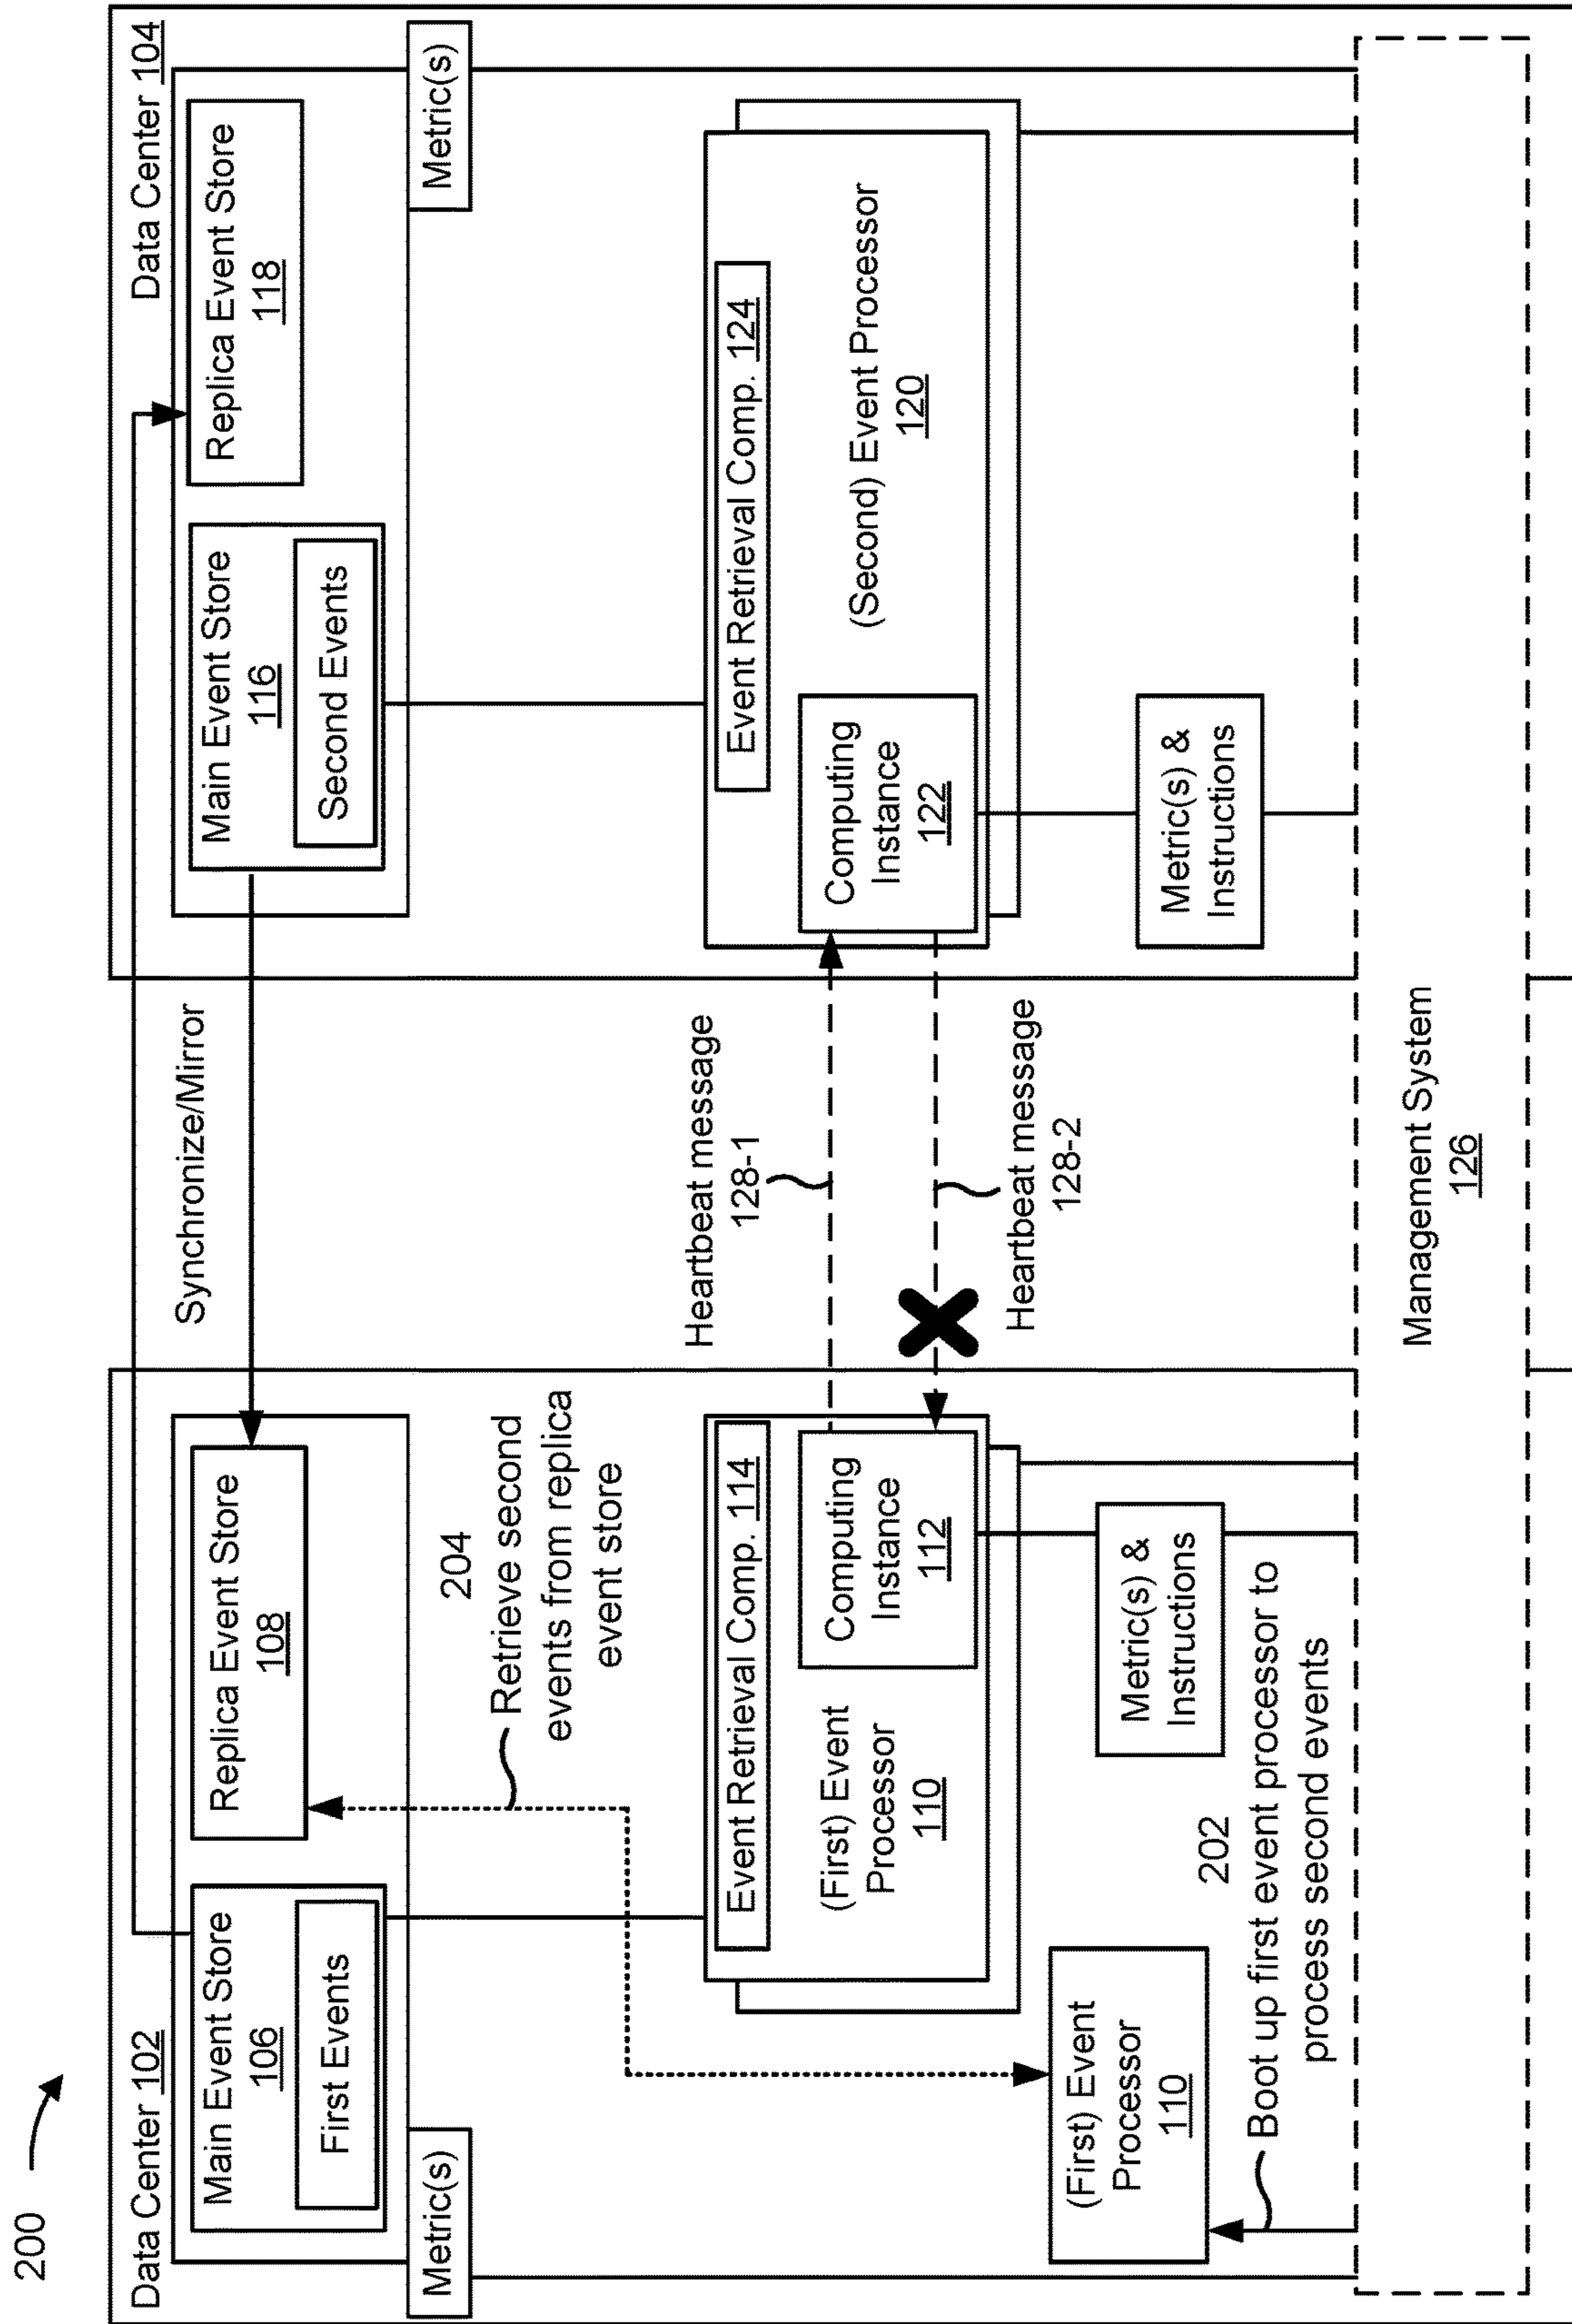 200
Data Center 102
Main Event Store
106
First Events
Replica Event Store
108
Metric(s)
204
Retrieve second
events from replica
event store
Event Retrieval Comp. 114
(First) Event
Processor
110
Computing
Instance
112
(First) Event
Processor
110
Metric(s) &
Instructions
202
Boot up first event processor to
process second events
Synchronize/Mirror
Heartbeat message
128-1
Heartbeat message
128-2
Data Center 104
Main Event Store
116
Second Events
Replica Event Store
118
Metric(s)
Event Retrieval Comp. 124
Computing
Instance
122
(Second) Event Processor
120
Metric(s) &
Instructions
Management System
126